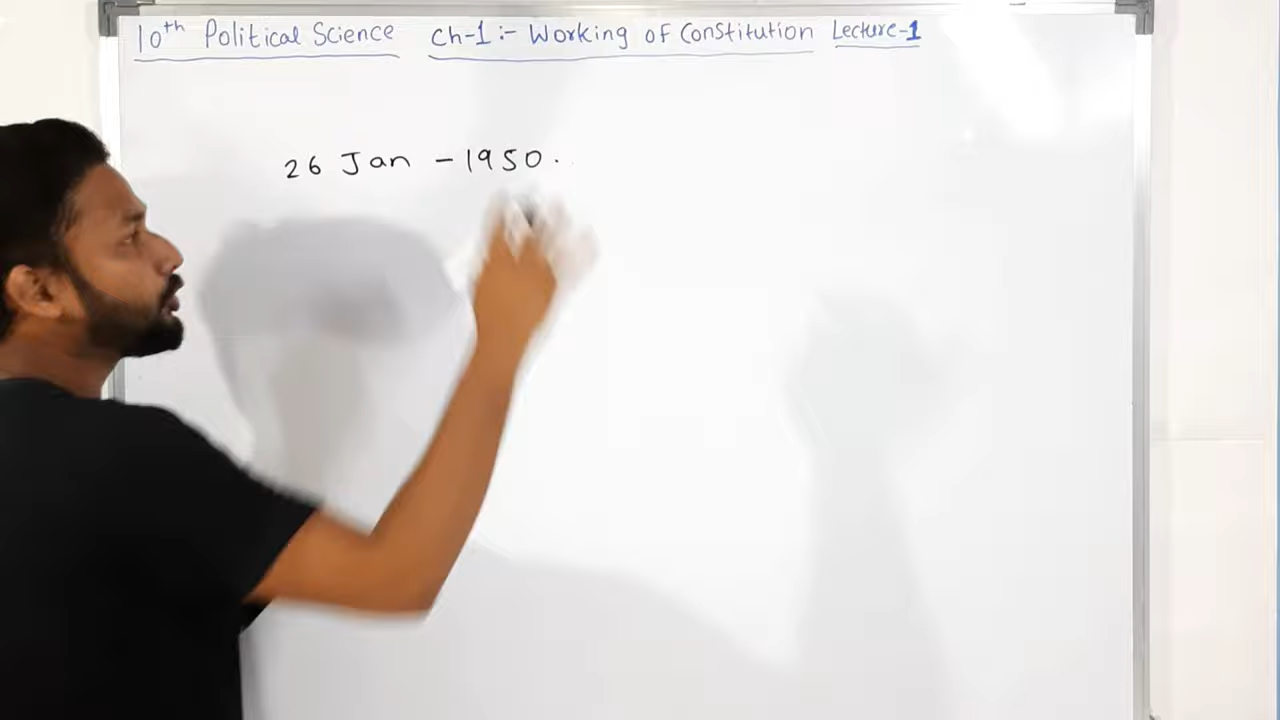 10th Political Science Ch-1:- Working of Constitution Lecture-1
26 Jan - 1950.